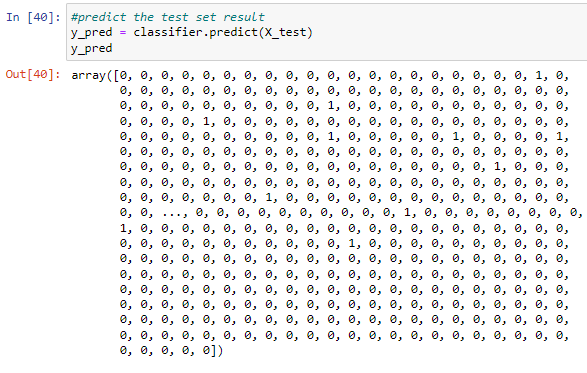 In [40]: #predict the test set result
y_pred = classifier.predict(X_test)
y_pred
Out[40]: array([0, 0, 0, 0, 0, 0, 0, 0, 0, 0, 0, 0, 0, 0, 0, 0, 0, 0, 0, 0, 1, 0,
0, 0, 0, 0, 0, 0, 0, 0, 0, 0, 0, 0, 0, 0, 0, 0, 0, 0, 0, 0, 0, 0,
0, 0, 0, 0, 0, 0, 0, 0, 0, 0, 1, 0, 0, 0, 0, 0, 0, 0, 0, 0, 0, 0,
0, 0, 0, 0, 1, 0, 0, 0, 0, 0, 0, 0, 0, 0, 0, 0, 0, 0, 0, 0, 0, 0,
0, 0, 0, 0, 0, 0, 0, 0, 0, 0, 1, 0, 0, 0, 0, 0, 1, 0, 0, 0, 0, 1,
0, 0, 0, 0, 0, 0, 0, 0, 0, 0, 0, 0, 0, 0, 0, 0, 0, 0, 0, 0, 0, 0,
0, 0, 0, 0, 0, 0, 0, 0, 0, 0, 0, 0, 0, 0, 0, 0, 0, 0, 1, 0, 0, 0,
0, 0, 0, 0, 0, 0, 0, 0, 0, 0, 0, 0, 0, 0, 0, 0, 0, 0, 0, 0, 0, 0,
0, 0, 0, 0, 0, 0, 0, 1, 0, 0, 0, 0, 0, 0, 0, 0, 0, 0, 0, 0, 0, 0,
0, 0, ..., 0, 0, 0, 0, 0, 0, 0, 0, 0, 0, 1, 0, 0, 0, 0, 0, 0, 0, 0,
1, 0, 0, 0, 0, 0, 0, 0, 0, 0, 0, 0, 0, 0, 0, 0, 0, 0, 0, 0, 0, 0,
0, 0, 0, 0, 0, 0, 0, 0, 0, 0, 0, 1, 0, 0, 0, 0, 0, 0, 0, 0, 0, 0,
0, 0, 0, 0, 0, 0, 0, 0, 0, 0, 0, 0, 0, 0, 0, 0, 0, 0, 0, 0, 0, 0,
0, 0, 0, 0, 0, 0, 0, 0, 0, 0, 0, 0, 0, 0, 0, 0, 0, 0, 0, 0, 0, 0,
0, 0, 0, 0, 0, 0, 0, 0, 0, 0, 0, 0, 0, 0, 0, 0, 0, 0, 0, 0, 0, 0,
0, 0, 0, 0, 0, 0, 0, 0, 0, 0, 0, 0, 0, 0, 0, 0, 0, 0, 0, 0, 0, 0,
0, 0, 0, 0, 0, 0, 0, 0, 0, 0, 0, 0, 0, 0, 0, 0, 0, 0, 0, 0, 0, 0,
0, 0, 0, 0, 0, 0, 0, 0, 0, 0, 0, 0, 0, 0, 0, 0, 0, 0, 0, 0, 0, 0,
0, 0, 0, 0, 0])